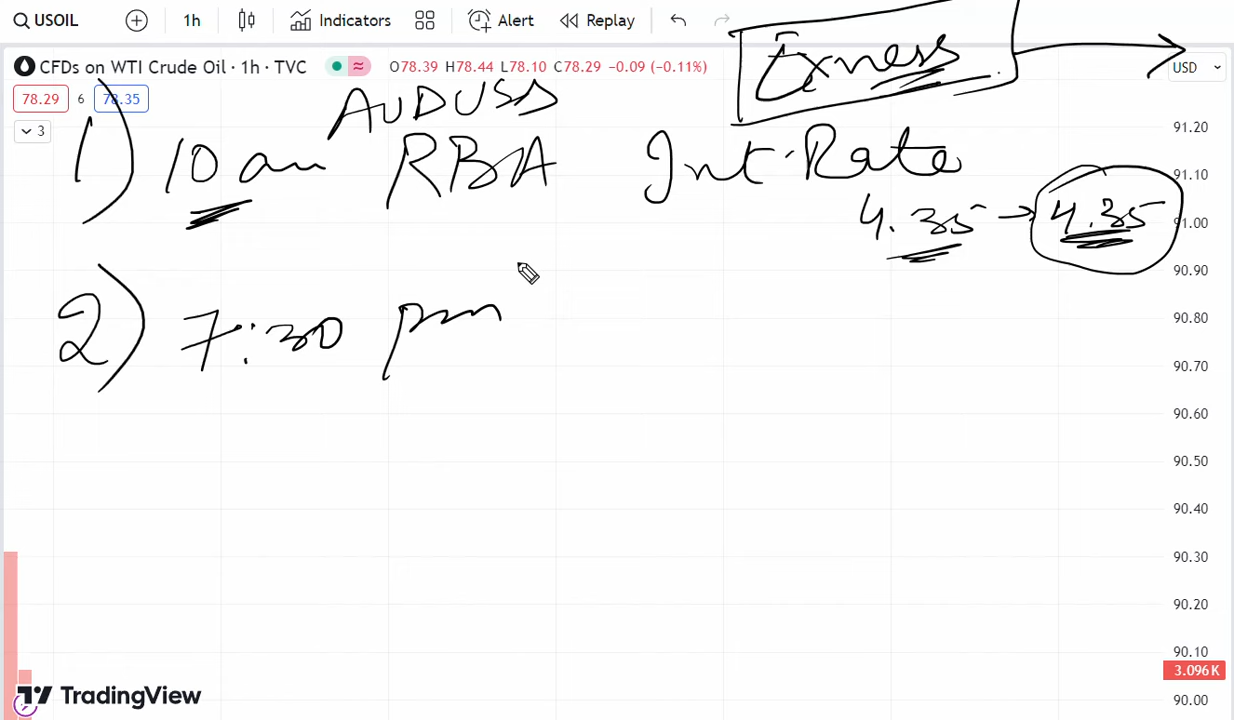 USOIL 1h Indicators Alert Replay
Exness
CFDs on WTI Crude Oil · 1h · TVC O78.39 H78.44 L78.10 C78.29 -0.09 (-0.11%) USD
78.29 6 78.35
AUDUSD
3
1) 10 am RBA Int. Rate
4.35 → 4.35
2) 7:30 pm
91.20
91.10
91.00
90.90
90.80
90.70
90.60
90.50
90.40
90.30
90.20
90.10
3.096 K
90.00
TradingView